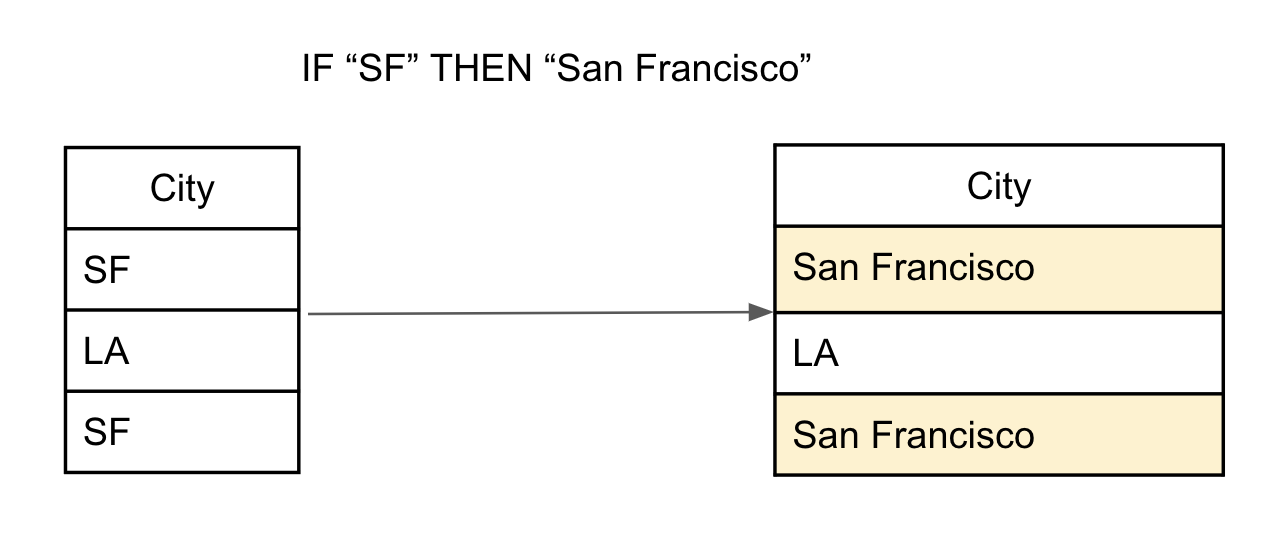 IF “SF” THEN “San Francisco”
City
SF
LA
SF
City
San Francisco
LA
San Francisco